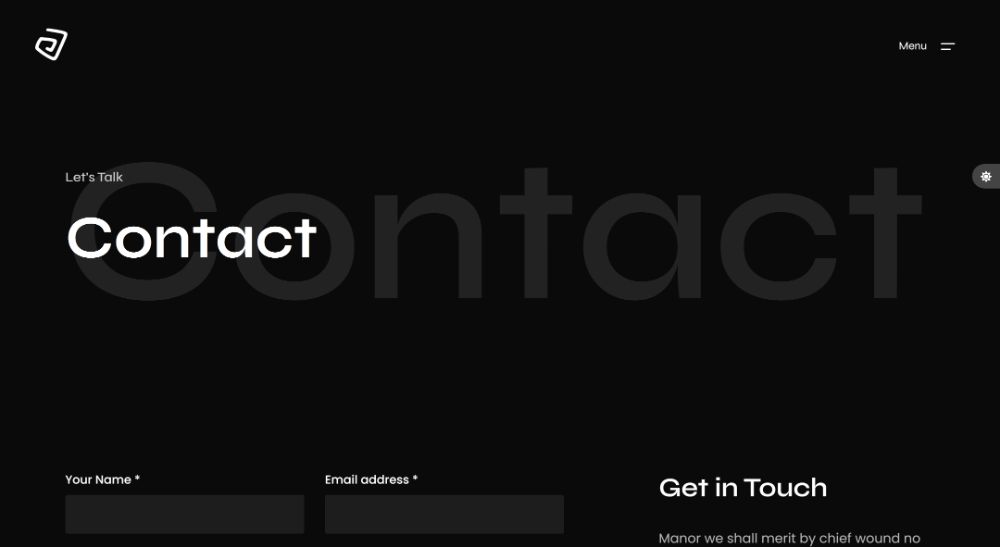 Menu
Let's Talk
Contact
Contact
Your Name *
Email address *
Get in Touch
Manor we shall merit by chief wound no